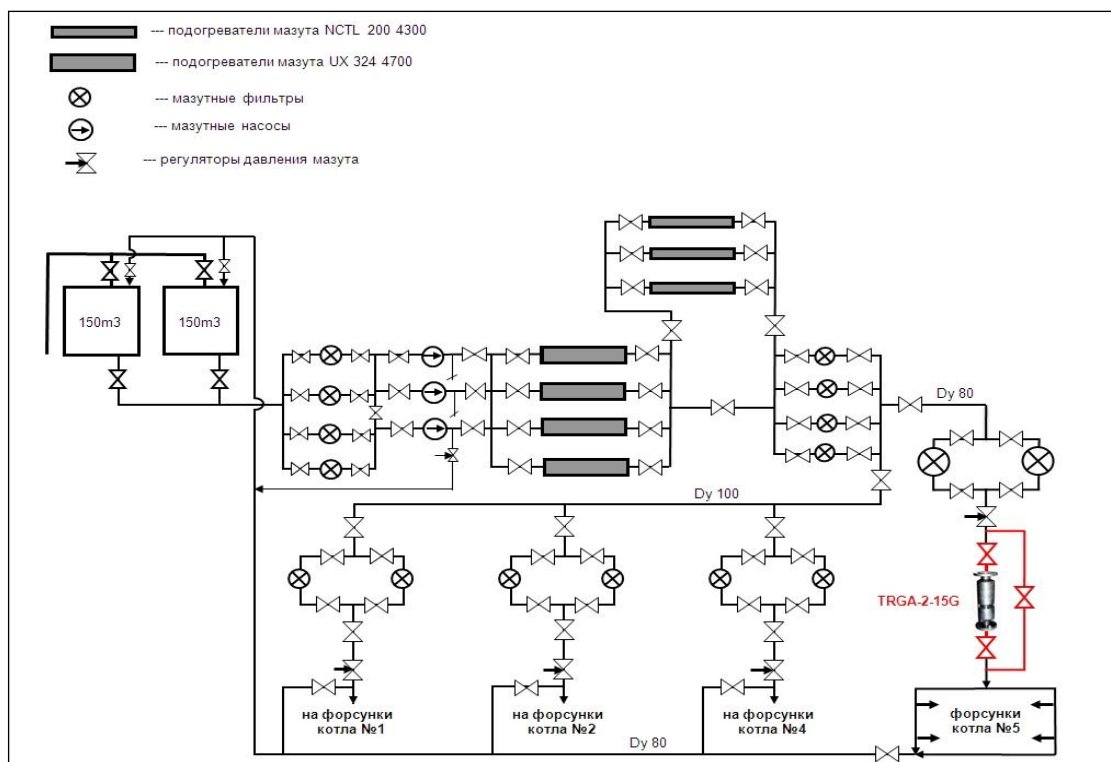 --- подогреватели мазута NCTL 200 4300
--- подогреватели мазута UX 324 4700
--- мазутные фильтры
--- мазутные насосы
--- регуляторы давления мазута
150m3
150m3
Dy 80
Dy 100
TRGA-2-15G
на форсунки
котла №1
на форсунки
котла №2
на форсунки
котла №4
форсунки
котла №5
Dy 80